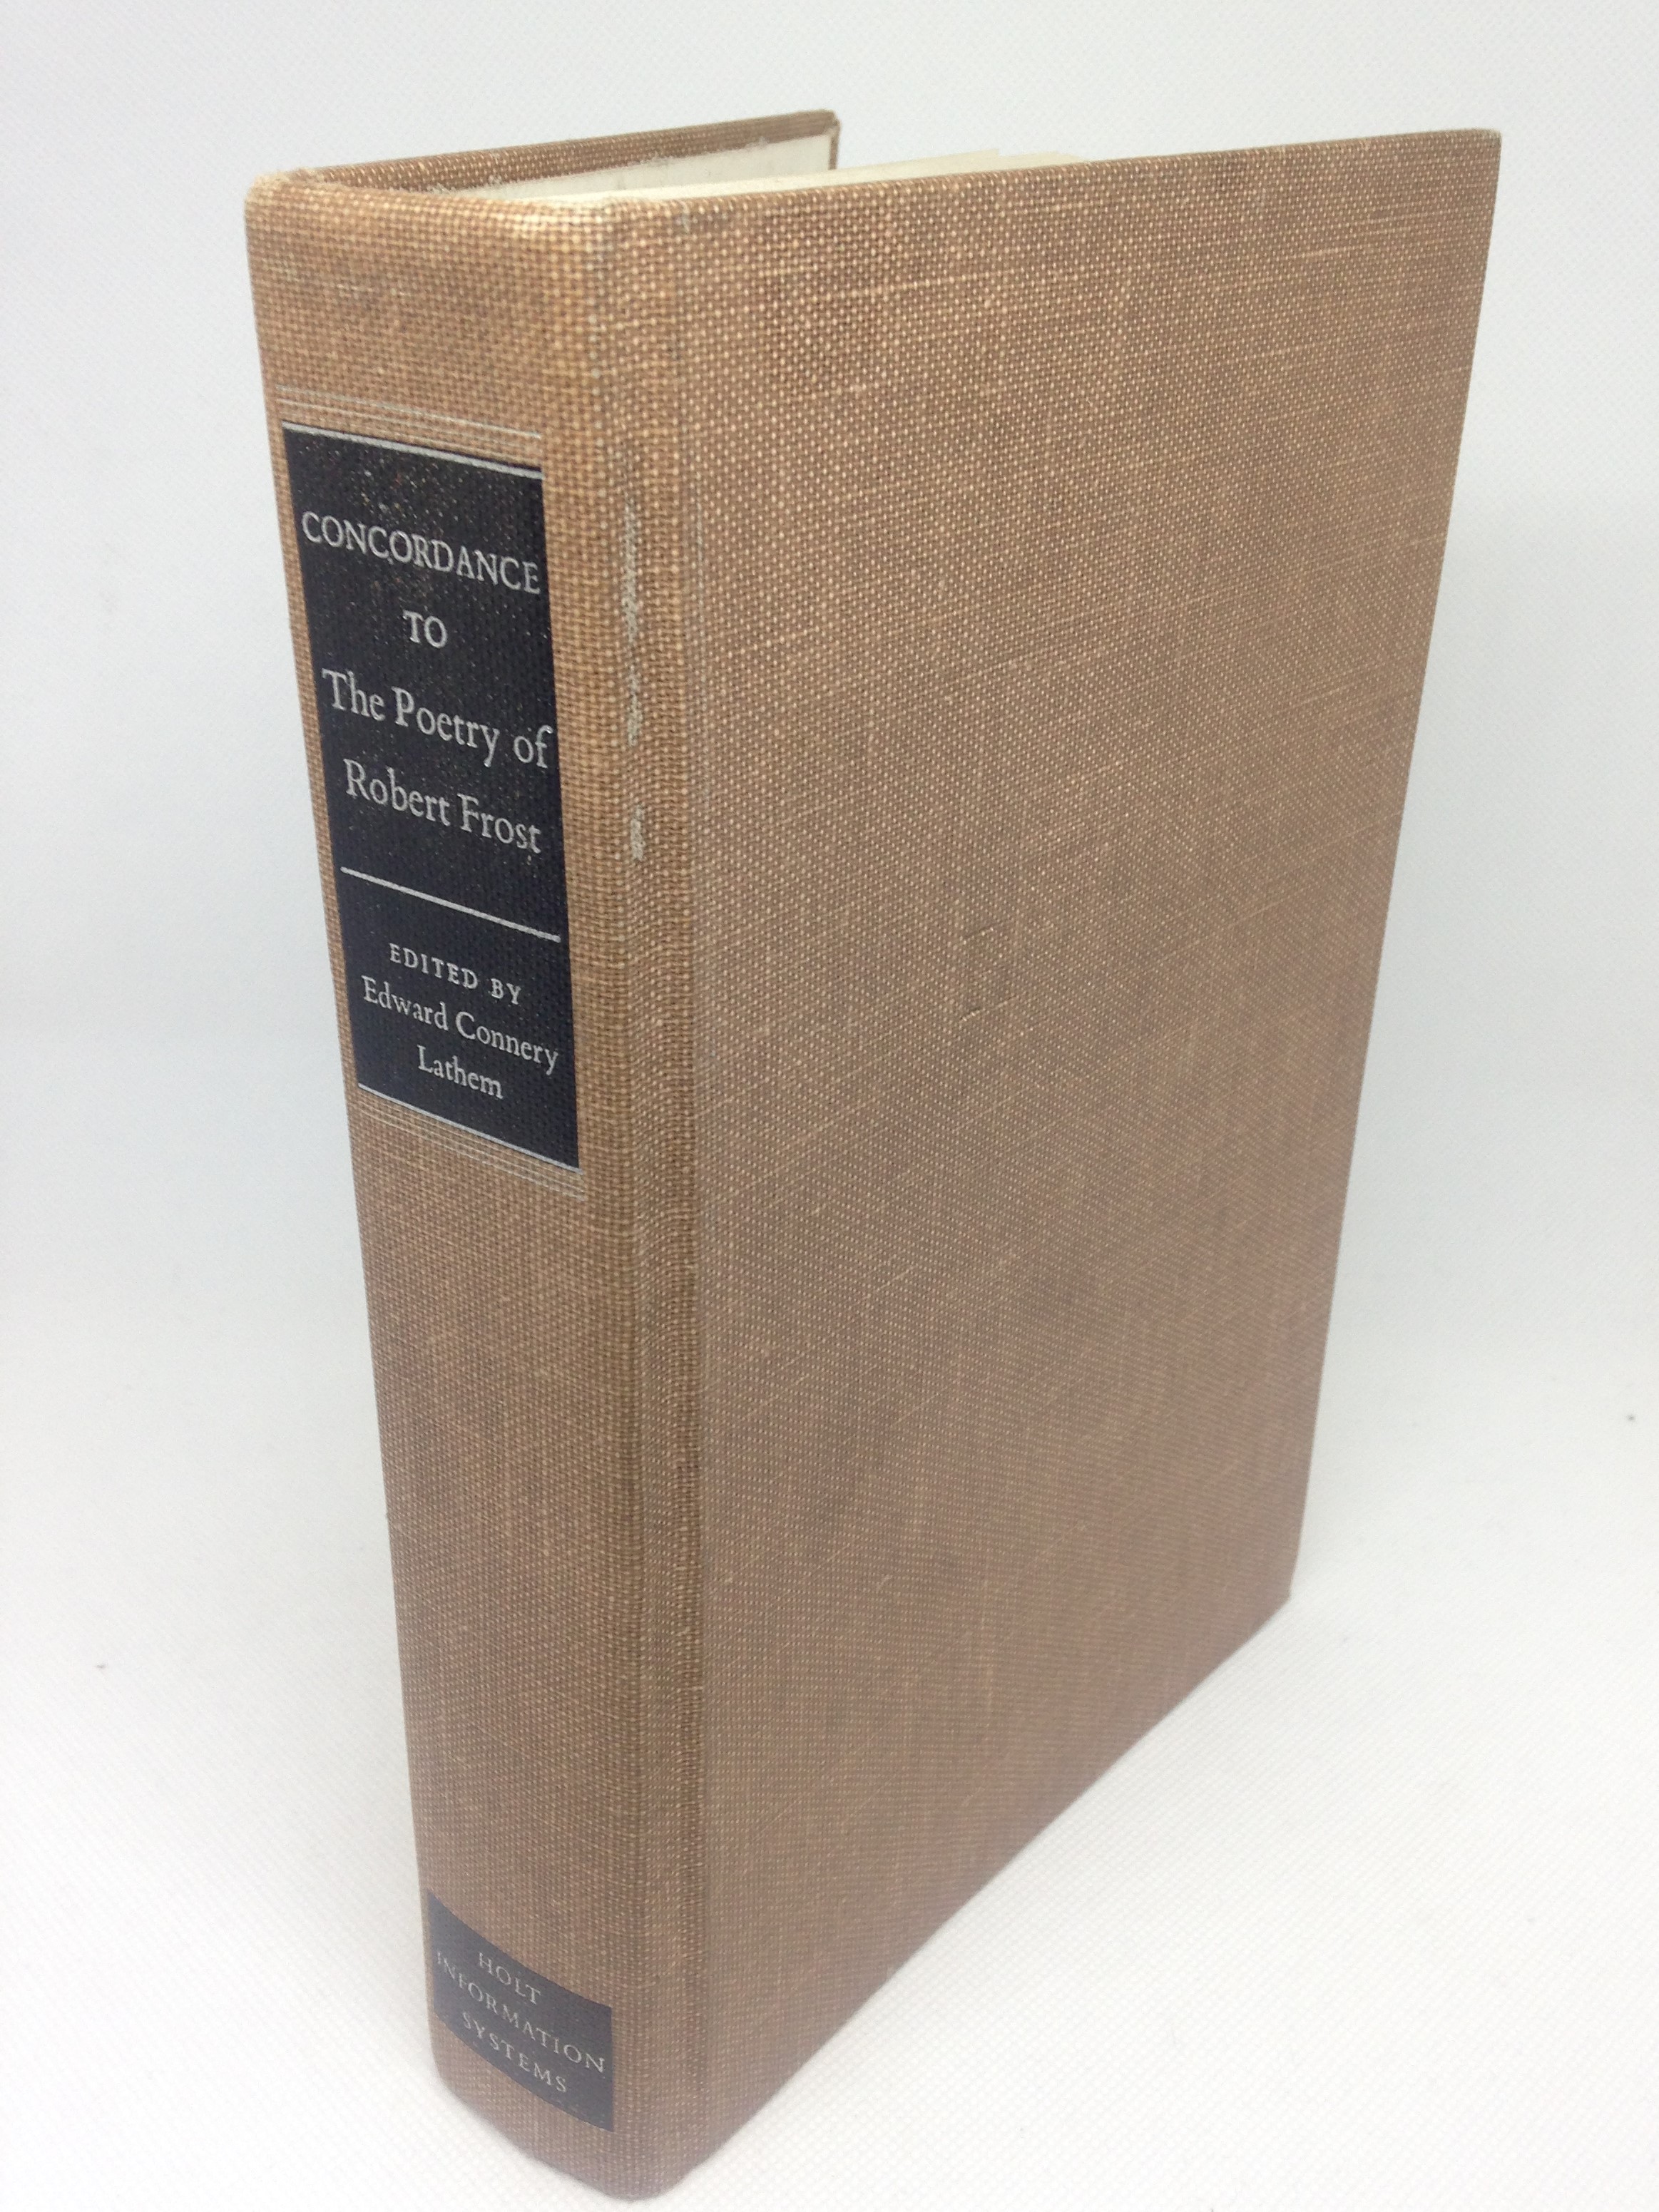 CONCORDANCE
TO
The Poetry of
Robert Frost
EDITED BY
Edward Connery
Lathem
HOLT
INFORMATION
SYSTEMS